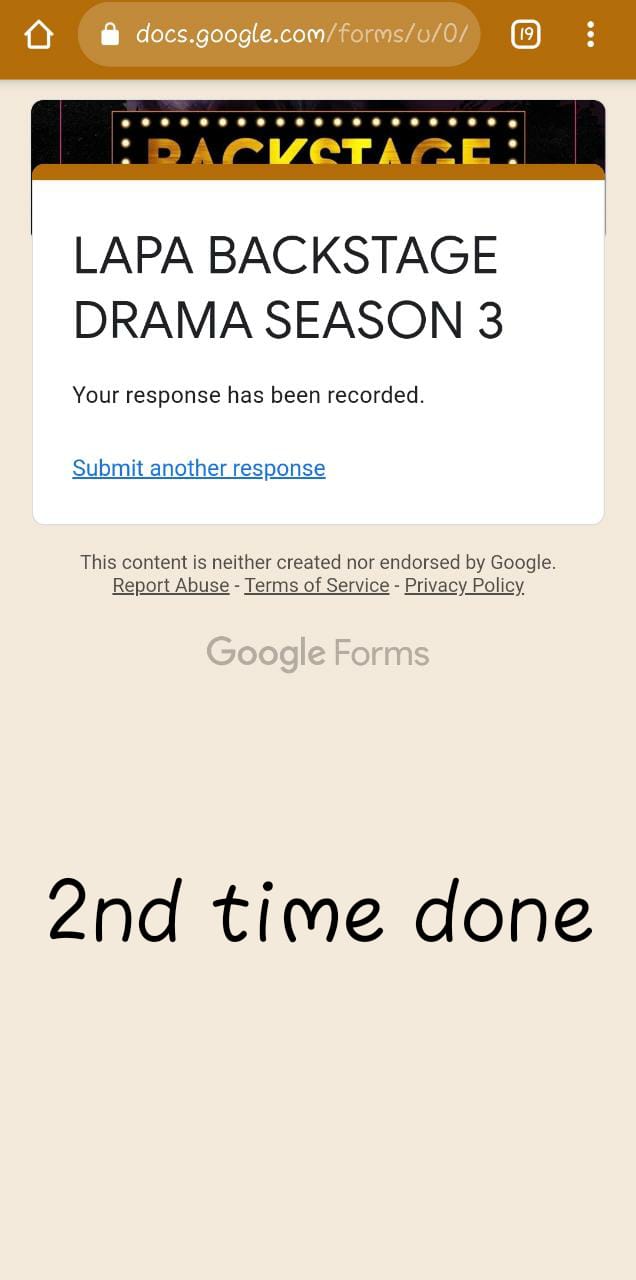 docs.google.com/forms/u/0/
19
BACKSTAGE
LAPA BACKSTAGE
DRAMA SEASON 3
Your response has been recorded.
Submit another response
This content is neither created nor endorsed by Google.
Report Abuse - Terms of Service - Privacy Policy
Google Forms
2nd time done